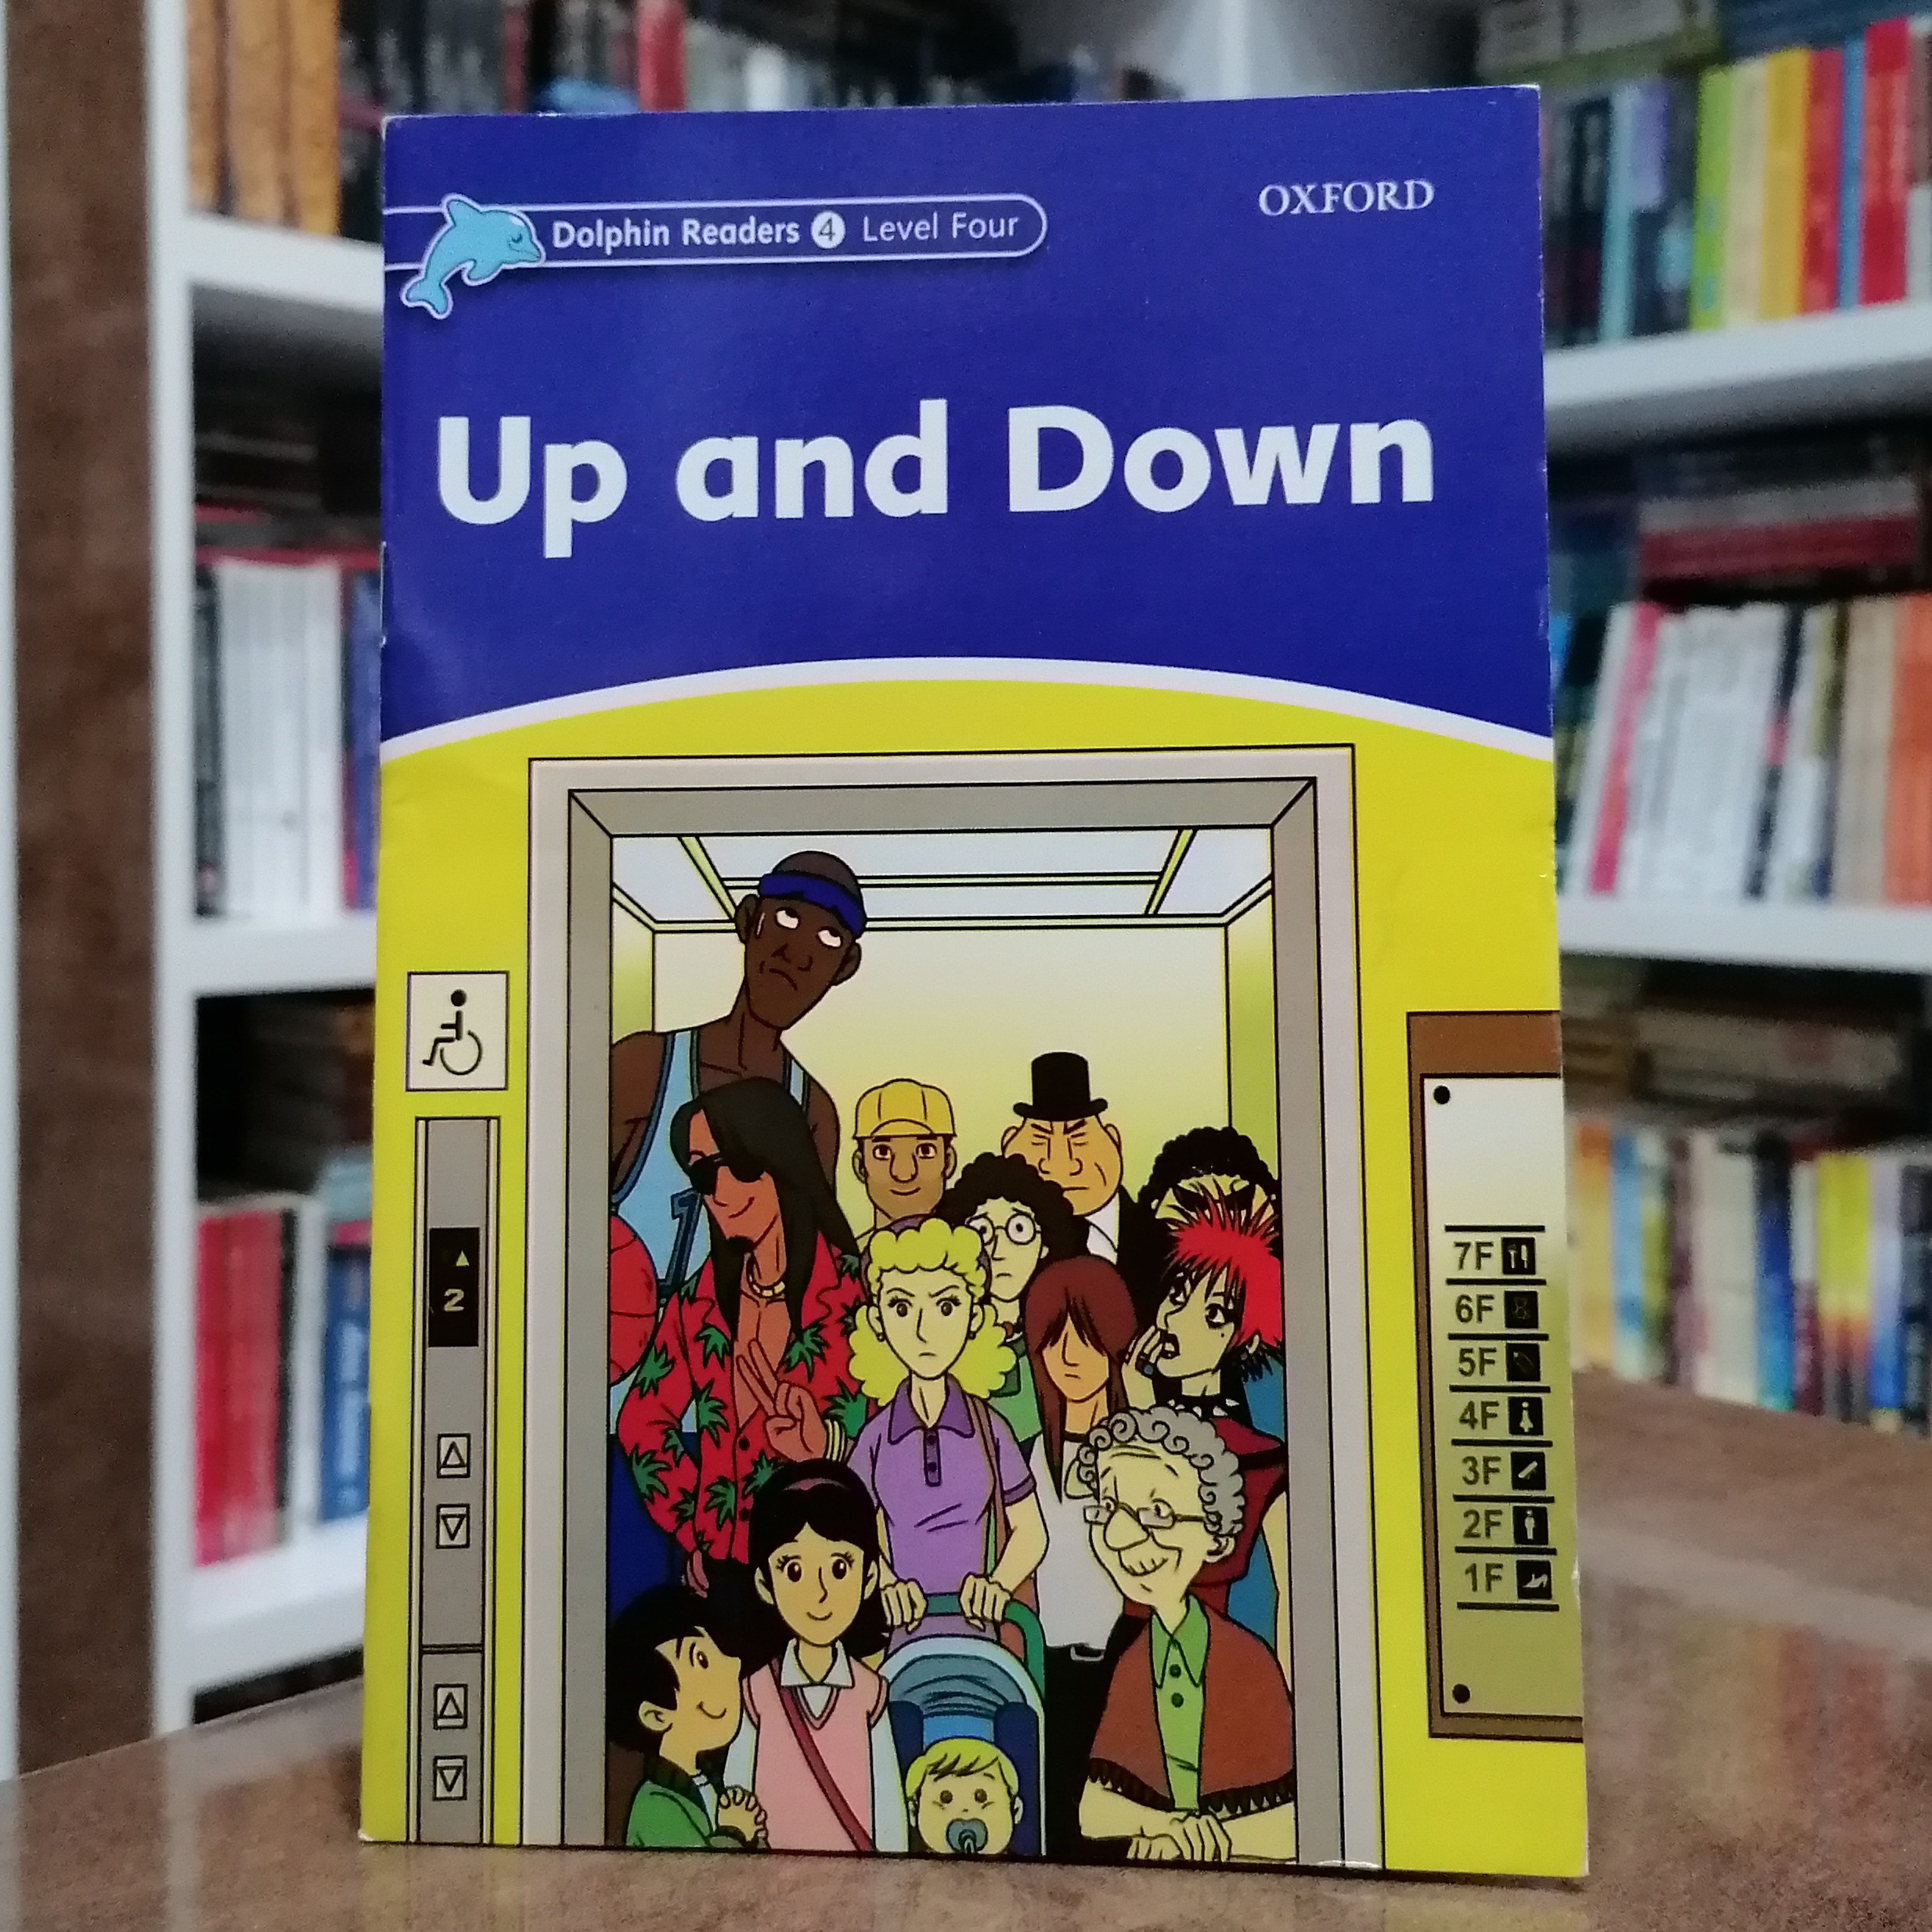 Dolphin Readers 4 Level Four
OXFORD
Up and Down
2
7F
6F
5F
4F
3F
2F
1F